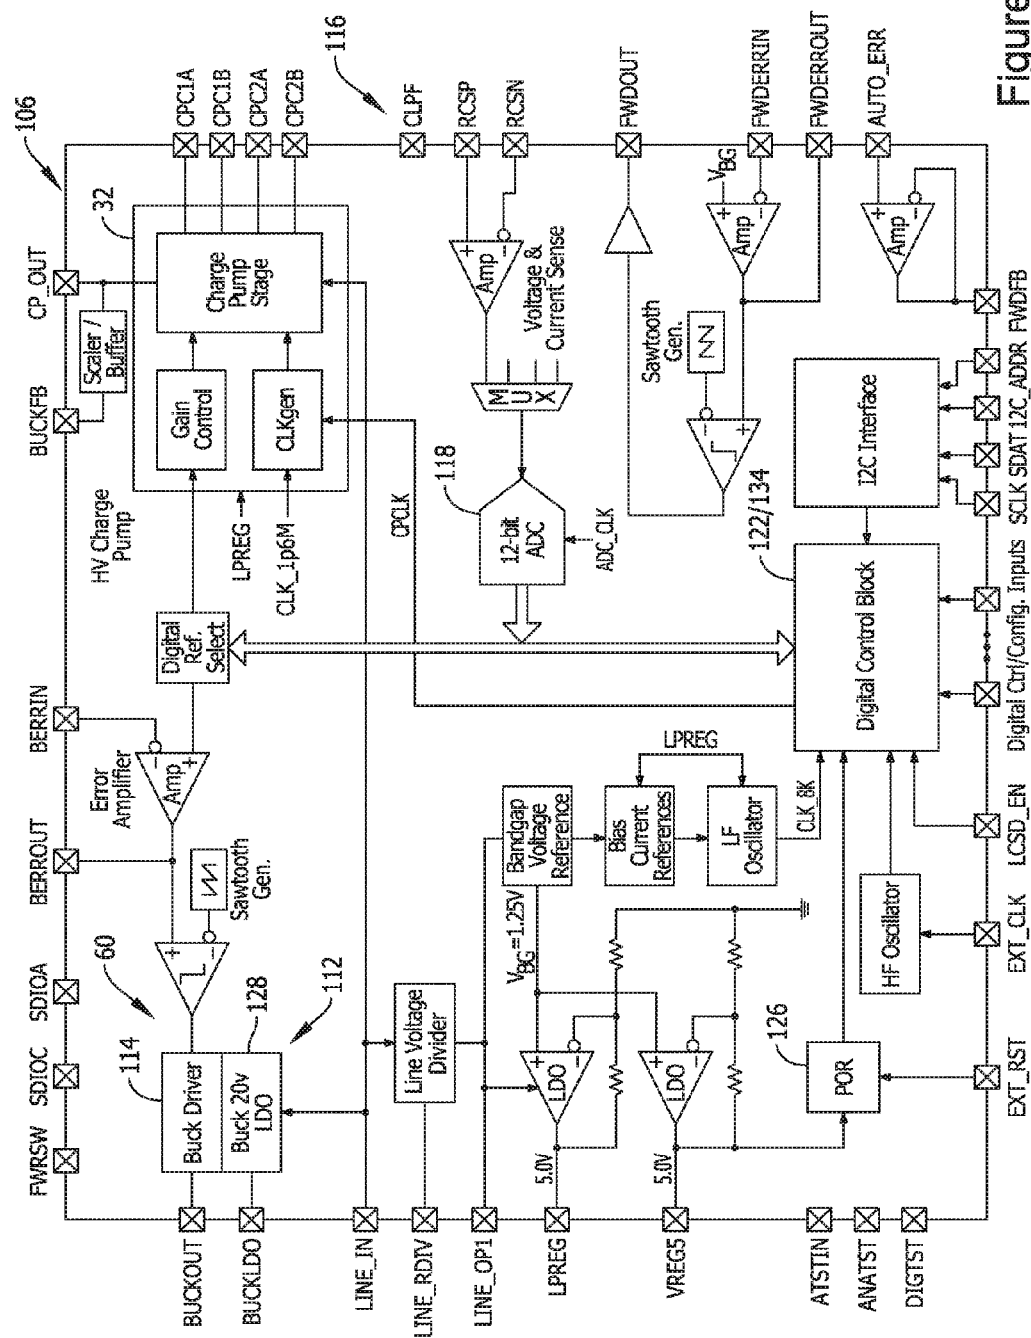 Figure
106
116
FWRSW
SDIOC
SDIOA
BERROUT
BERRIN
BUCKFB
CP_OUT
CPC1A
CPC1B
CPC2A
CPC2B
CLPF
RCSP
RCSN
FWDOUT
FWDERRIN
FWDERROUT
AUTO_ERR
BUCKOUT
BUCKLDO
LINE_IN
LINE_RDIV
LINE_OP1
LPREG
VREG5
ATSTIN
ANATST
DIGTST
EXT_RST
EXT_CLK
LCSD_EN
Digital Ctrl/Config. Inputs
SCLK
SDAT
I2C_ADDR
FWDFB
60
114
Buck Driver
Buck 20v
LDO
128
112
+
−
Sawtooth
Gen.
Error
Amplifier
Amp
+
−
Digital
Ref.
Select
HV Charge
Pump
LPREG
CLK_1p6M
Scaler /
Buffer
32
Gain
Control
CLKgen
Charge
Pump
Stage
CPCLK
Line Voltage
Divider
118
12-bit
ADC
ADC_CLK
M
U
X
Amp
+
−
Voltage &
Current Sense
VBG=1.25V
Bandgap
Voltage
Reference
Bias
Current
References
LF
Oscillator
LPREG
CLK_8K
LDO
+
−
5.0V
LDO
+
−
5.0V
126
POR
HF Oscillator
122/134
Digital Control Block
I2C Interface
Sawtooth
Gen.
−
+
VBG
Amp
+
−
Amp
+
−